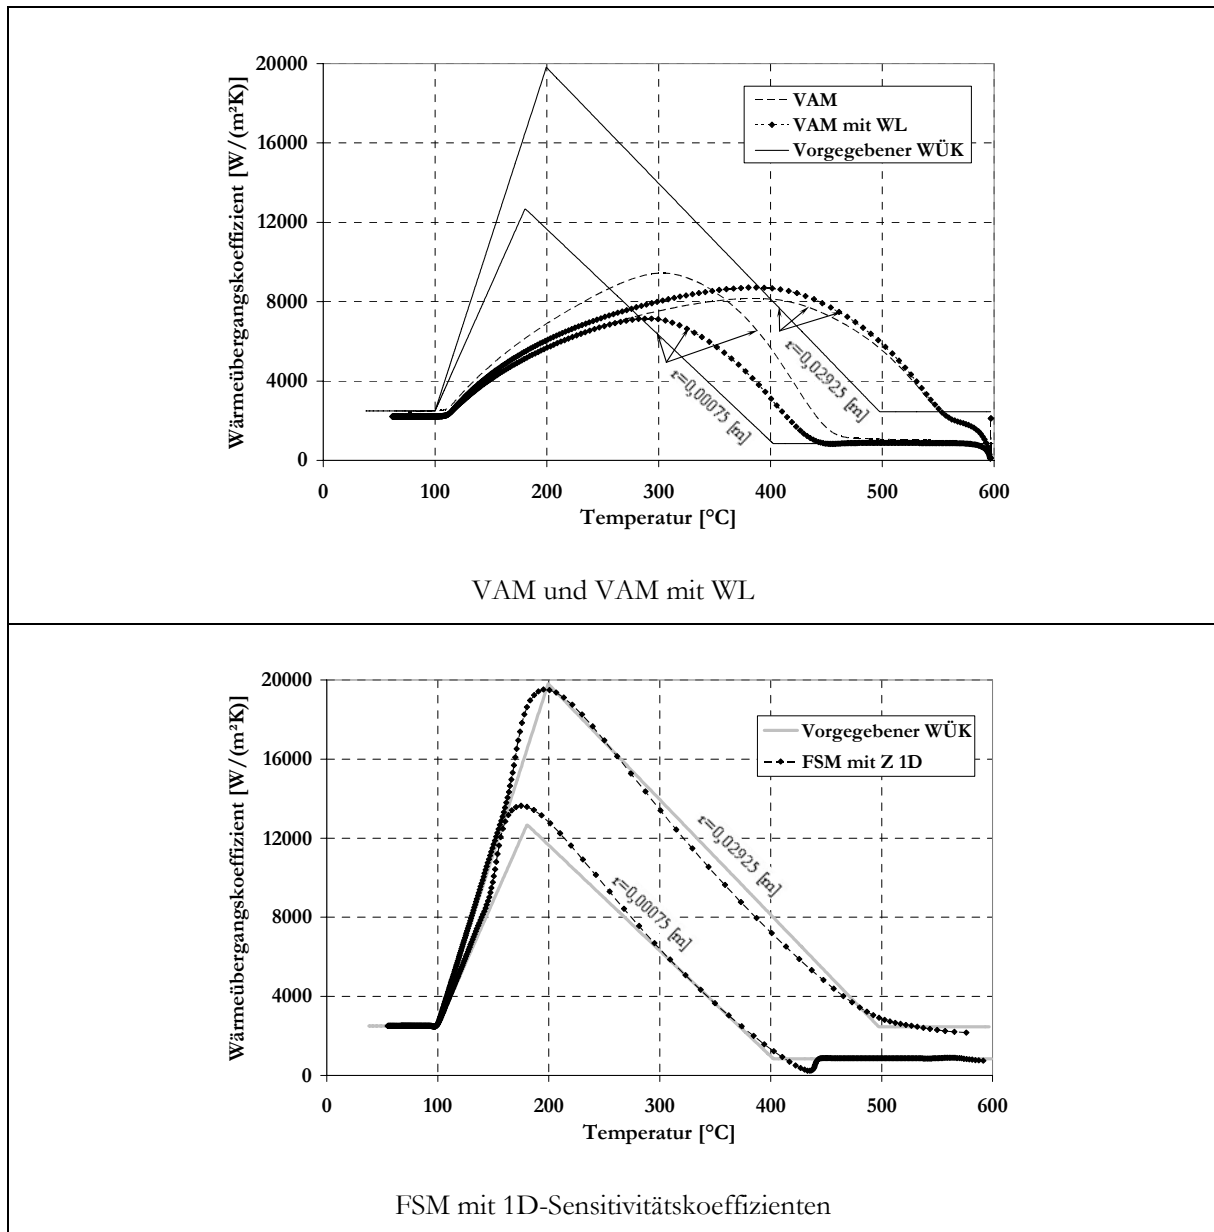 Wärmeübergangskoeffizient [W/(m²K)]
20000
16000
12000
8000
4000
0
VAM
VAM mit WL
Vorgegebener WÜK
r=0,00075 [m]
r=0,02925 [m]
0 100 200 300 400 500 600
Temperatur [°C]
VAM und VAM mit WL
Wärmeübergangskoeffizient [W/(m²K)]
20000
16000
12000
8000
4000
0
Vorgegebener WÜK
FSM mit Z 1D
r=0,02925 [m]
r=0,00075 [m]
0 100 200 300 400 500 600
Temperatur [°C]
FSM mit 1D-Sensitivitätskoeffizienten